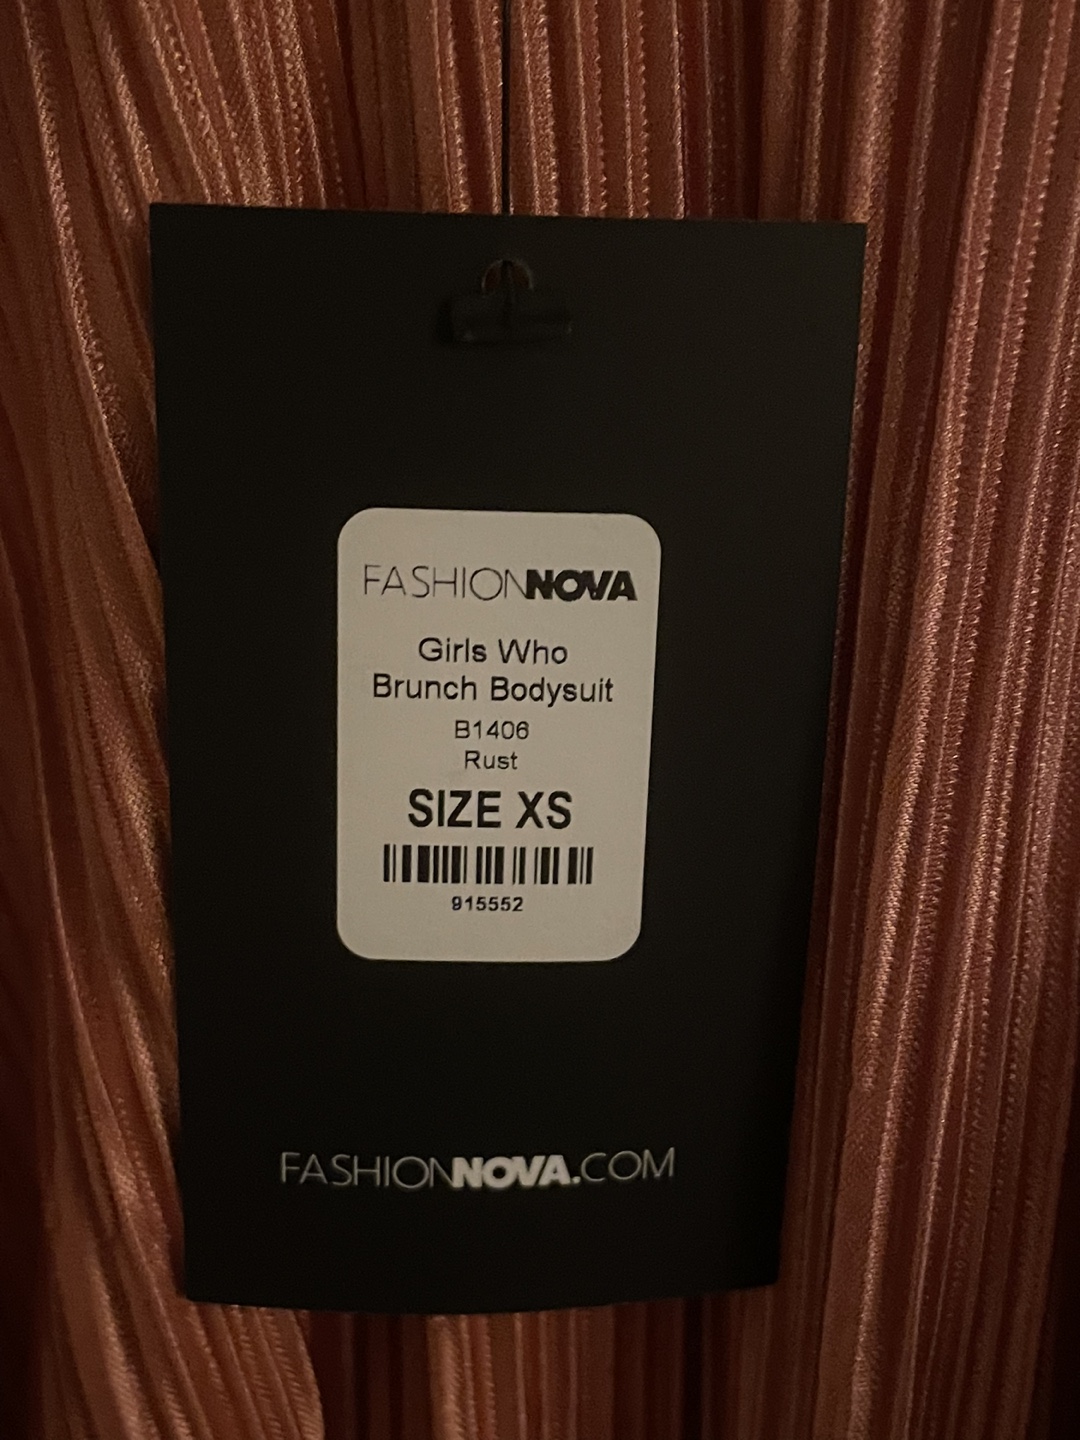 FASHIONNOVA
Girls Who
Brunch Bodysuit
B1406
Rust
SIZE XS
915552
FASHIONNOVA.COM